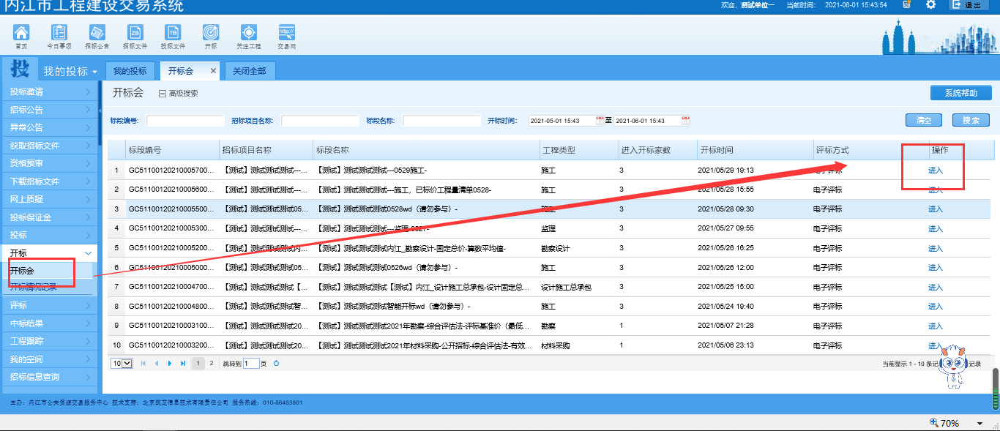 内江市工程建设交易系统
欢迎, 测试单位一 当前时间: 2021-06-01 15:43:54 退出
首页 今日事项 招标公告 招标文件 投标文件 开标 关注工程 交易网
投 我的投标 我的投标 开标会 × 关闭全部
投标邀请
招标公告
异常公告
获取招标文件
资格预审
下载招标文件
网上质疑
投标保证金
投标
开标
开标会
开标情况记录
评标
中标结果
工程跟踪
我的空间
招标信息查询
开标会 高级搜索 系统帮助
标段编号: 招标项目名称: 标段名称: 开标时间: 2021-05-01 15:43 至 2021-06-01 15:43 清空 搜索
标段编号 招标项目名称 标段名称 工程类型 进入开标家数 开标时间 评标方式 操作
1 GC51100120210005700... 【测试】测试测试测试---... 【测试】测试测试测试---0529施工- 施工 3 2021/05/29 19:13 电子评标 进入
2 GC51100120210005600... 【测试】测试测试测试---... 【测试】测试测试测试---施工，已标价工程量清单0528- 施工 3 2021/05/28 15:55 电子评标 进入
3 GC51100120210005500... 【测试】测试测试测试05... 【测试】测试测试测试0528wd（请勿参与）- 施工 3 2021/05/28 09:30 电子评标 进入
4 GC51100120210005300... 【测试】测试测试测试---... 【测试】测试测试测试---监理-0527- 监理 3 2021/05/27 09:55 电子评标 进入
5 GC51100120210005200... 【测试】测试测试测试内... 【测试】测试测试测试内江_勘察设计-固定总价-算数平均值- 勘察设计 3 2021/05/26 16:25 电子评标 进入
6 GC51100120210005000... 【测试】测试测试测试05... 【测试】测试测试测试0526wd（请勿参与）- 施工 3 2021/05/26 12:00 电子评标 进入
7 GC51100120210004700... 【测试】测试测试测试【... 【测试】测试测试测试【测试】内江_设计施工总承包-设计固定总... 设计施工总承包 3 2021/05/25 15:00 电子评标 进入
8 GC51100120210004800... 【测试】测试测试测试智... 【测试】测试测试测试智能开标wd（请勿参与）- 施工 3 2021/05/24 19:40 电子评标 进入
9 GC51100120210003100... 【测试】测试测试测试20... 【测试】测试测试测试2021年勘察-综合评估法-评标基准价（最低... 勘察 1 2021/05/07 21:28 电子评标 进入
10 GC51100120210003200... 【测试】测试测试测试20... 【测试】测试测试测试2021年材料采购-公开招标-综合评估法-有效... 材料采购 1 2021/05/06 23:13 电子评标 进入
10 1 2 跳转到 1 页 当前显示 1 - 10 条记 记录
主办：内江市公共资源交易服务中心 技术支持：北京筑龙信息技术有限责任公司 服务热线：010-86483801
70%